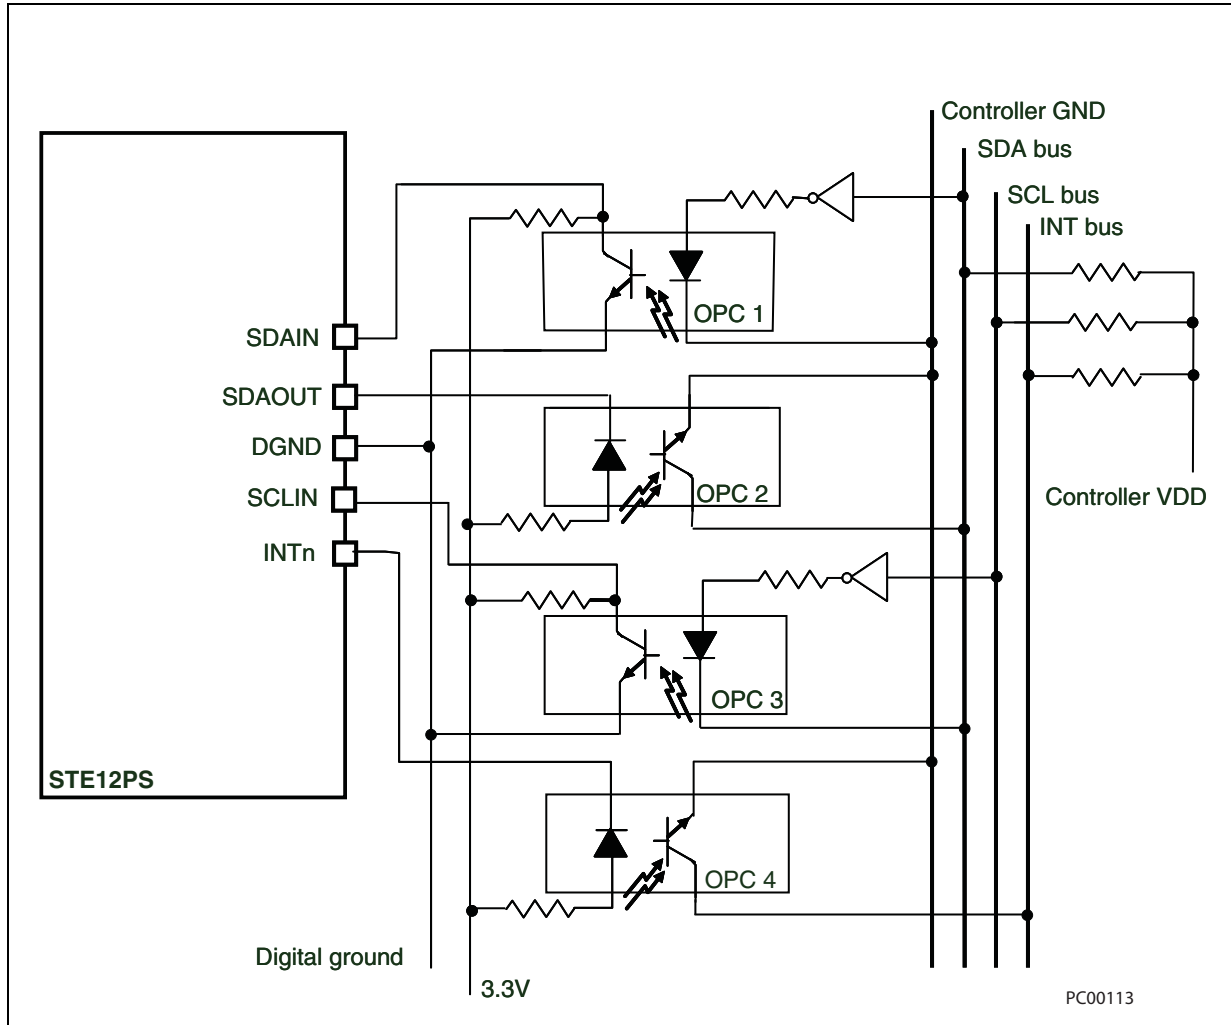 Controller GND
SDA bus
SCL bus
INT bus
OPC 1
SDAIN
SDAOUT
DGND
OPC 2
SCLIN
Controller VDD
INTn
OPC 3
STE12PS
OPC 4
Digital ground
3.3V
PC00113